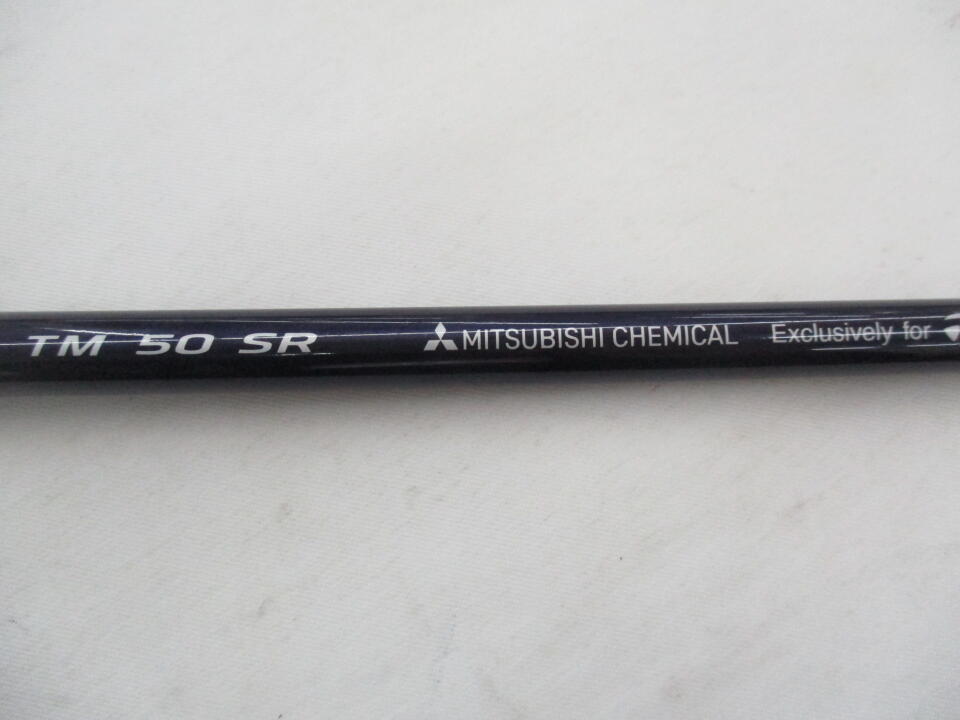 TM 50 SR MITSUBISHI CHEMICAL Exclusively for